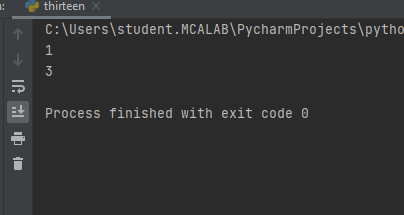 n:
thirteen
C:\Users\student.MCALAB\PycharmProjects\pytho
1
3
Process finished with exit code 0